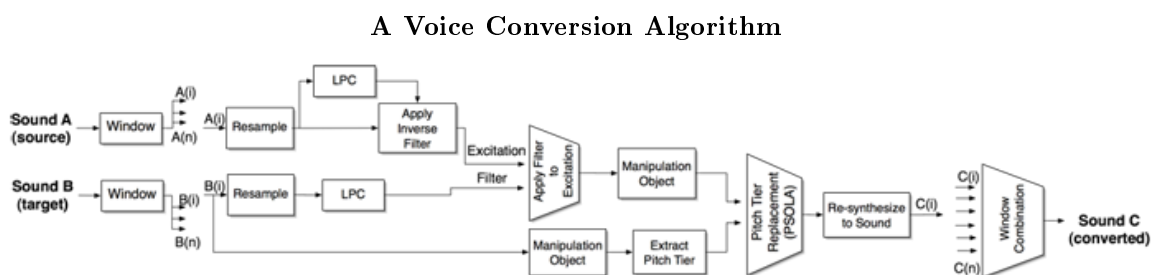 A Voice Conversion Algorithm
Sound A
(source)
Window
A(i)
A(n)
A(i)
Resample
LPC
Apply
Inverse
Filter
Excitation
Filter
Sound B
(target)
Window
B(i)
B(n)
B(i)
Resample
LPC
Apply Filter
to
Excitation
Manipulation
Object
Manipulation
Object
Extract
Pitch Tier
Pitch Tier
Replacement
(PSOLA)
Re-synthesize
to Sound
C(i)
C(i)
C(n)
Window
Combination
Sound C
(converted)